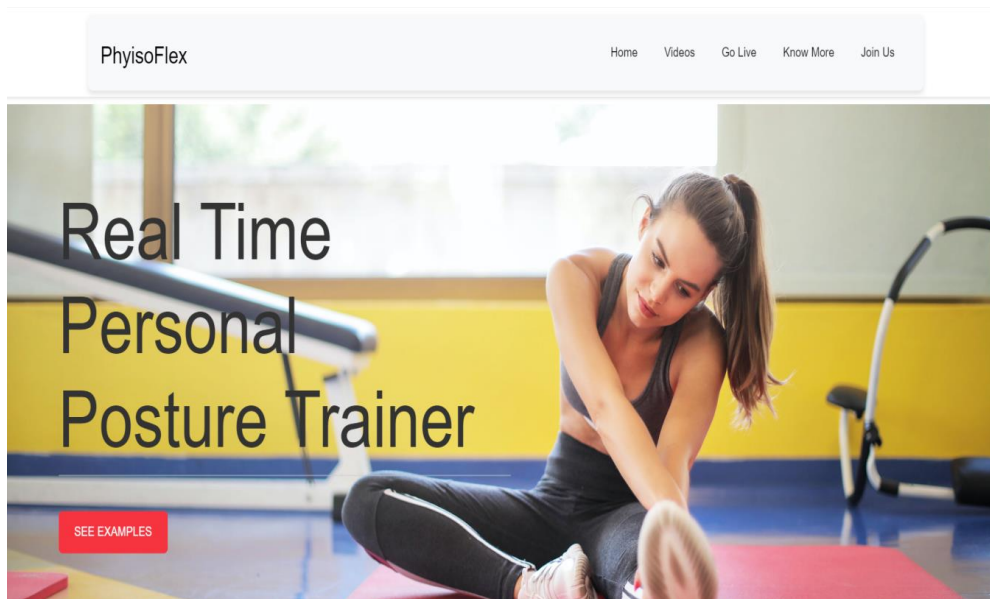 PhyisoFlex
Home Videos Go Live Know More Join Us
Real Time
Personal
Posture Trainer
SEE EXAMPLES